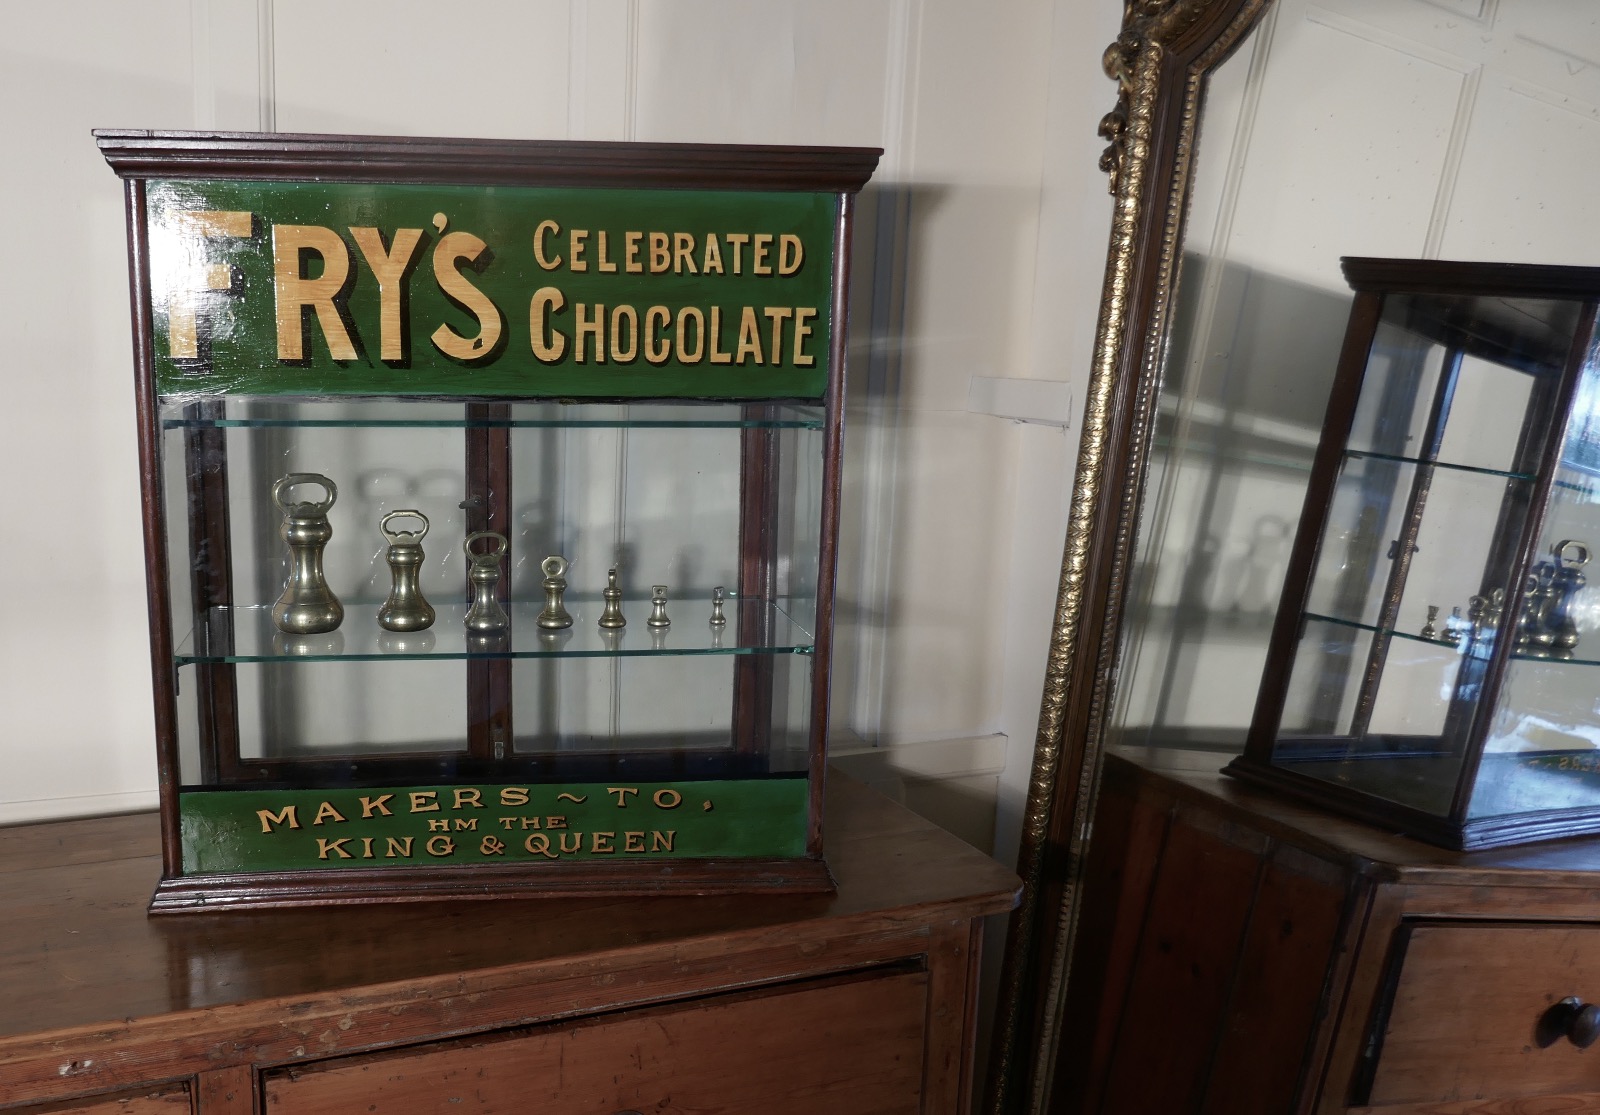 FRY'S CELEBRATED
CHOCOLATE
MAKERS ~ TO.
HM THE
KING & QUEEN